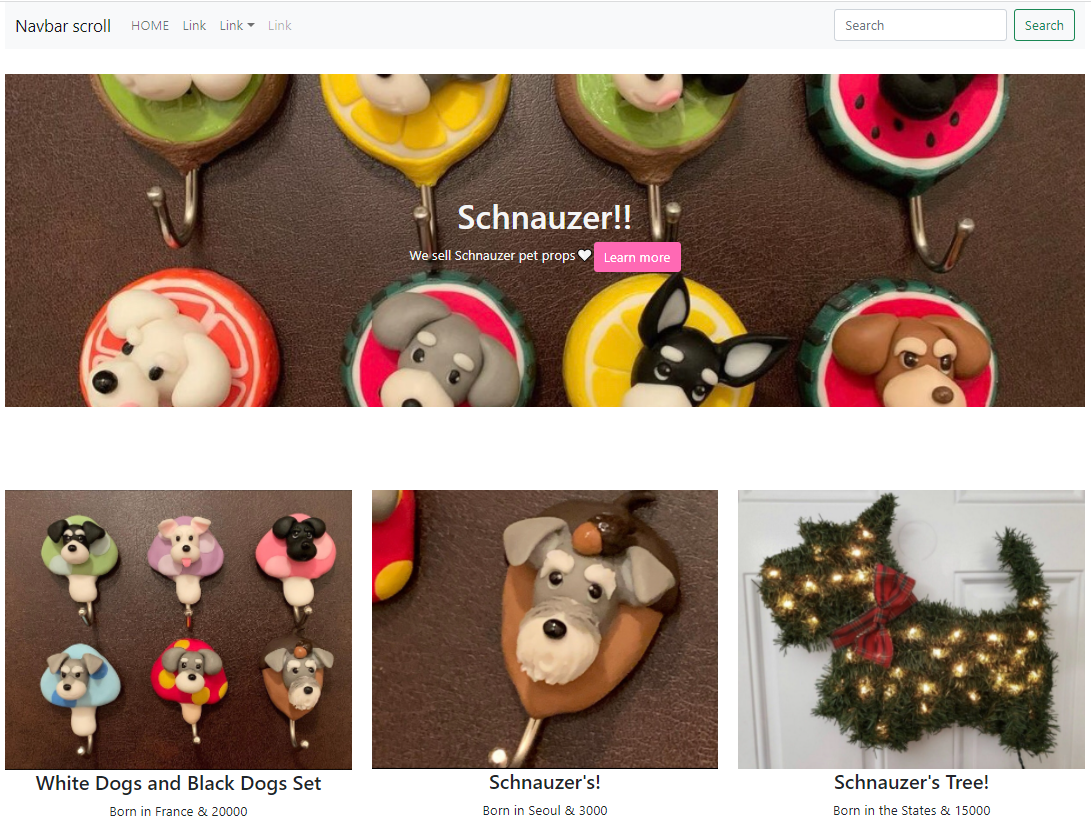 Navbar scroll HOME Link Link Link Search Search
Schnauzer!!
We sell Schnauzer pet props🤍 Learn more
White Dogs and Black Dogs Set
Born in France & 20000
Schnauzer's!
Born in Seoul & 3000
Schnauzer's Tree!
Born in the States & 15000